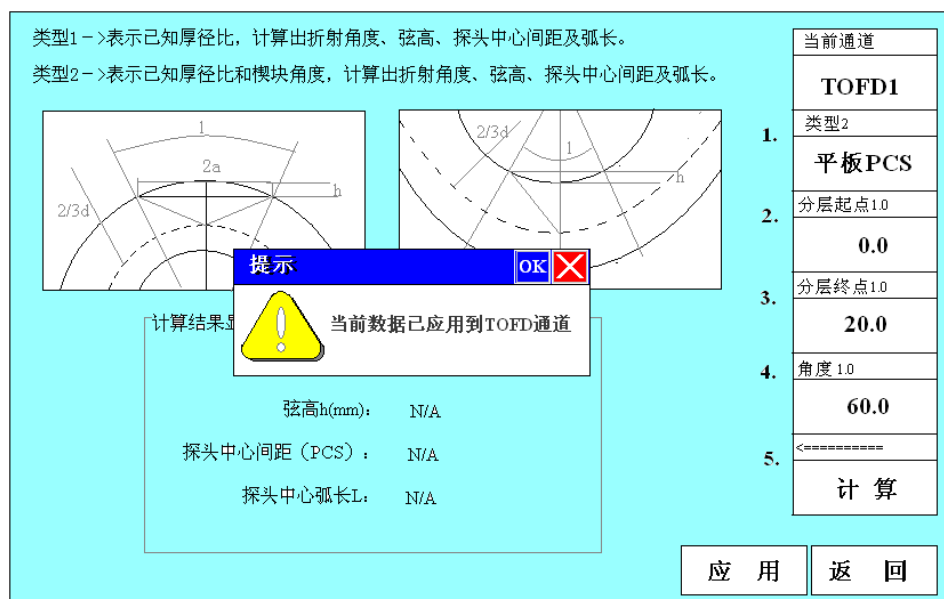 类型1->表示已知厚径比，计算出折射角度、弦高、探头中心间距及弧长。
类型2->表示已知厚径比和楔块角度，计算出折射角度、弦高、探头中心间距及弧长。
l
2a
h
2/3d
2/3d
l
h
提示
OK
当前数据已应用到TOFD通道
计算结果显
弦高h(mm)： N/A
探头中心间距（PCS）： N/A
探头中心弧长L： N/A
当前通道
TOFD1
1.
类型2
平板PCS
2.
分层起点1.0
0.0
3.
分层终点1.0
20.0
4.
角度 1.0
60.0
5.
<==========
计 算
应 用
返 回